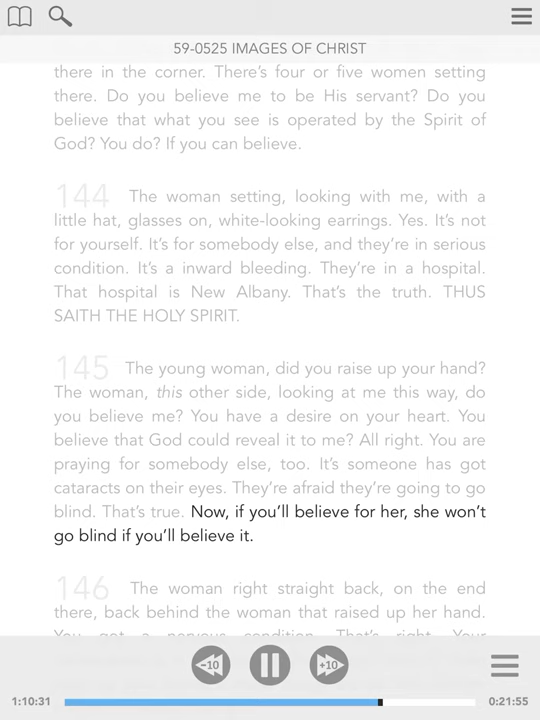 59-0525 IMAGES OF CHRIST
there in the corner. There's four or five women setting
there. Do you believe me to be His servant? Do you
believe that what you see is operated by the Spirit of
God? You do? If you can believe.
144 The woman setting, looking with me, with a
little hat, glasses on, white-looking earrings. Yes. It's not
for yourself. It's for somebody else, and they're in serious
condition. It's a inward bleeding. They're in a hospital.
That hospital is New Albany. That's the truth. THUS
SAITH THE HOLY SPIRIT.
145 The young woman, did you raise up your hand?
The woman, this other side, looking at me this way, do
you believe me? You have a desire on your heart. You
believe that God could reveal it to me? All right. You are
praying for somebody else, too. It's someone has got
cataracts on their eyes. They're afraid they're going to go
blind. That's true. Now, if you'll believe for her, she won't
go blind if you'll believe it.
146 The woman right straight back, on the end
there, back behind the woman that raised up her hand.
You got a nervous condition. That's right. Your
-10 +10
1:10:31 0:21:55